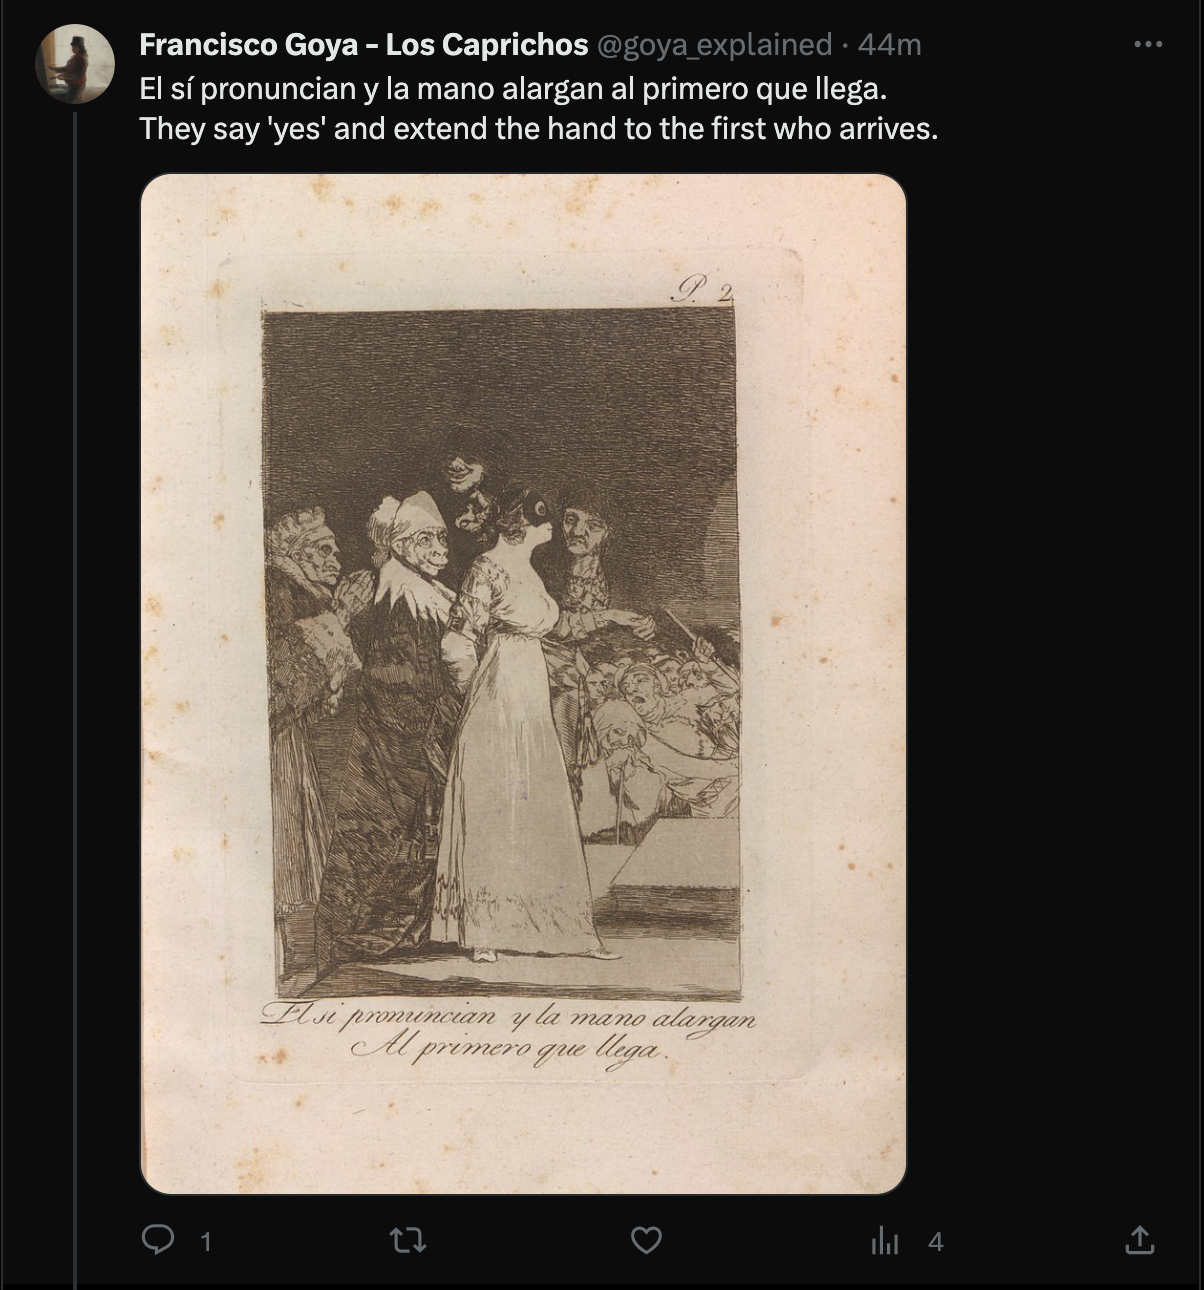 Francisco Goya - Los Caprichos @goya_explained · 44m
El sí pronuncian y la mano alargan al primero que llega.
They say 'yes' and extend the hand to the first who arrives.
P. 2
El si pronuncian y la mano alargan
Al primero que llega.
1
4